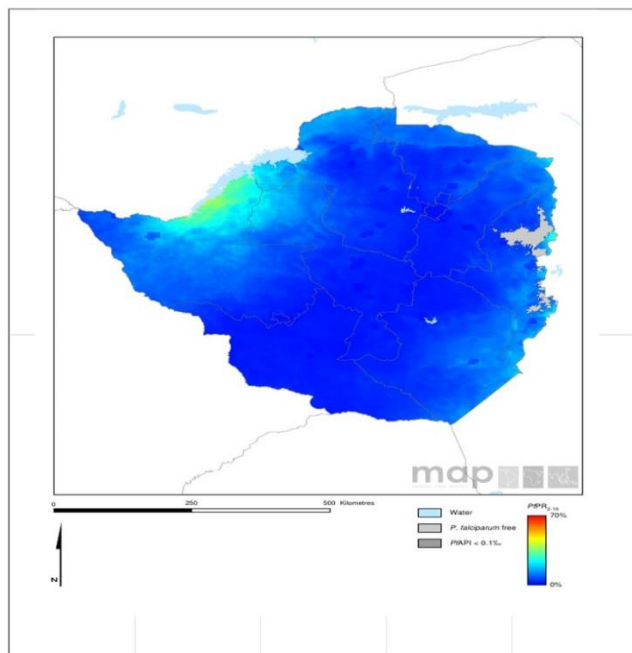 map
0 250 500 Kilometres
Water
P. falciparum free
PfAPI < 0.1‰
PfPR2-10
70%
0%
N